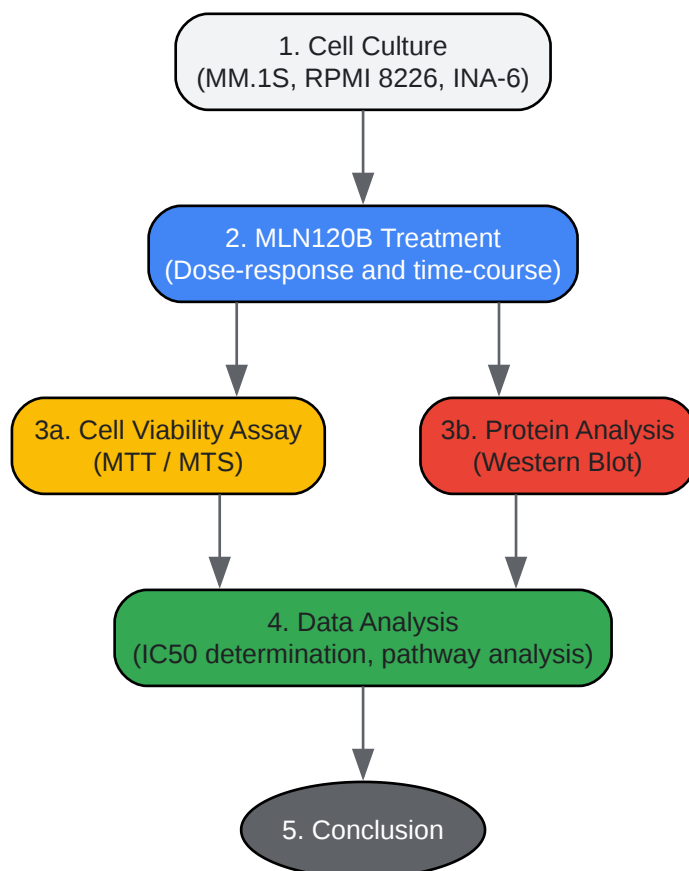 1. Cell Culture
(MM.1S, RPMI 8226, INA-6)
2. MLN120B Treatment
(Dose-response and time-course)
3a. Cell Viability Assay
(MTT / MTS)
3b. Protein Analysis
(Western Blot)
4. Data Analysis
(IC50 determination, pathway analysis)
5. Conclusion